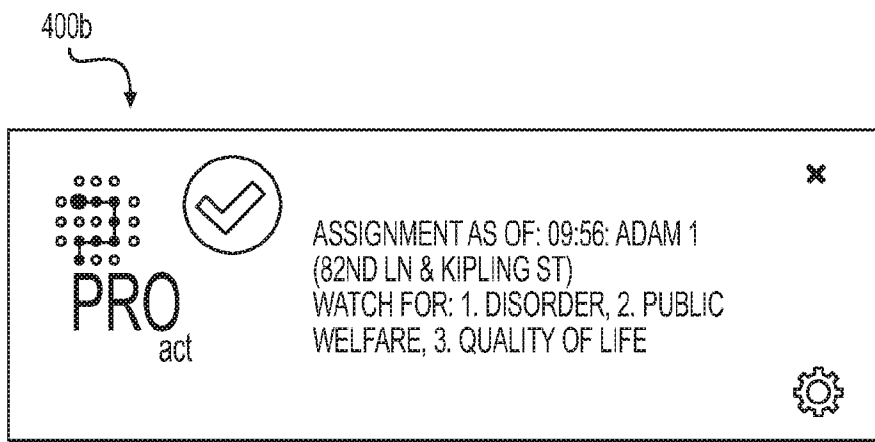 400b
PRO
act
ASSIGNMENT AS OF: 09:56: ADAM 1
(82ND LN & KIPLING ST)
WATCH FOR: 1. DISORDER, 2. PUBLIC
WELFARE, 3. QUALITY OF LIFE